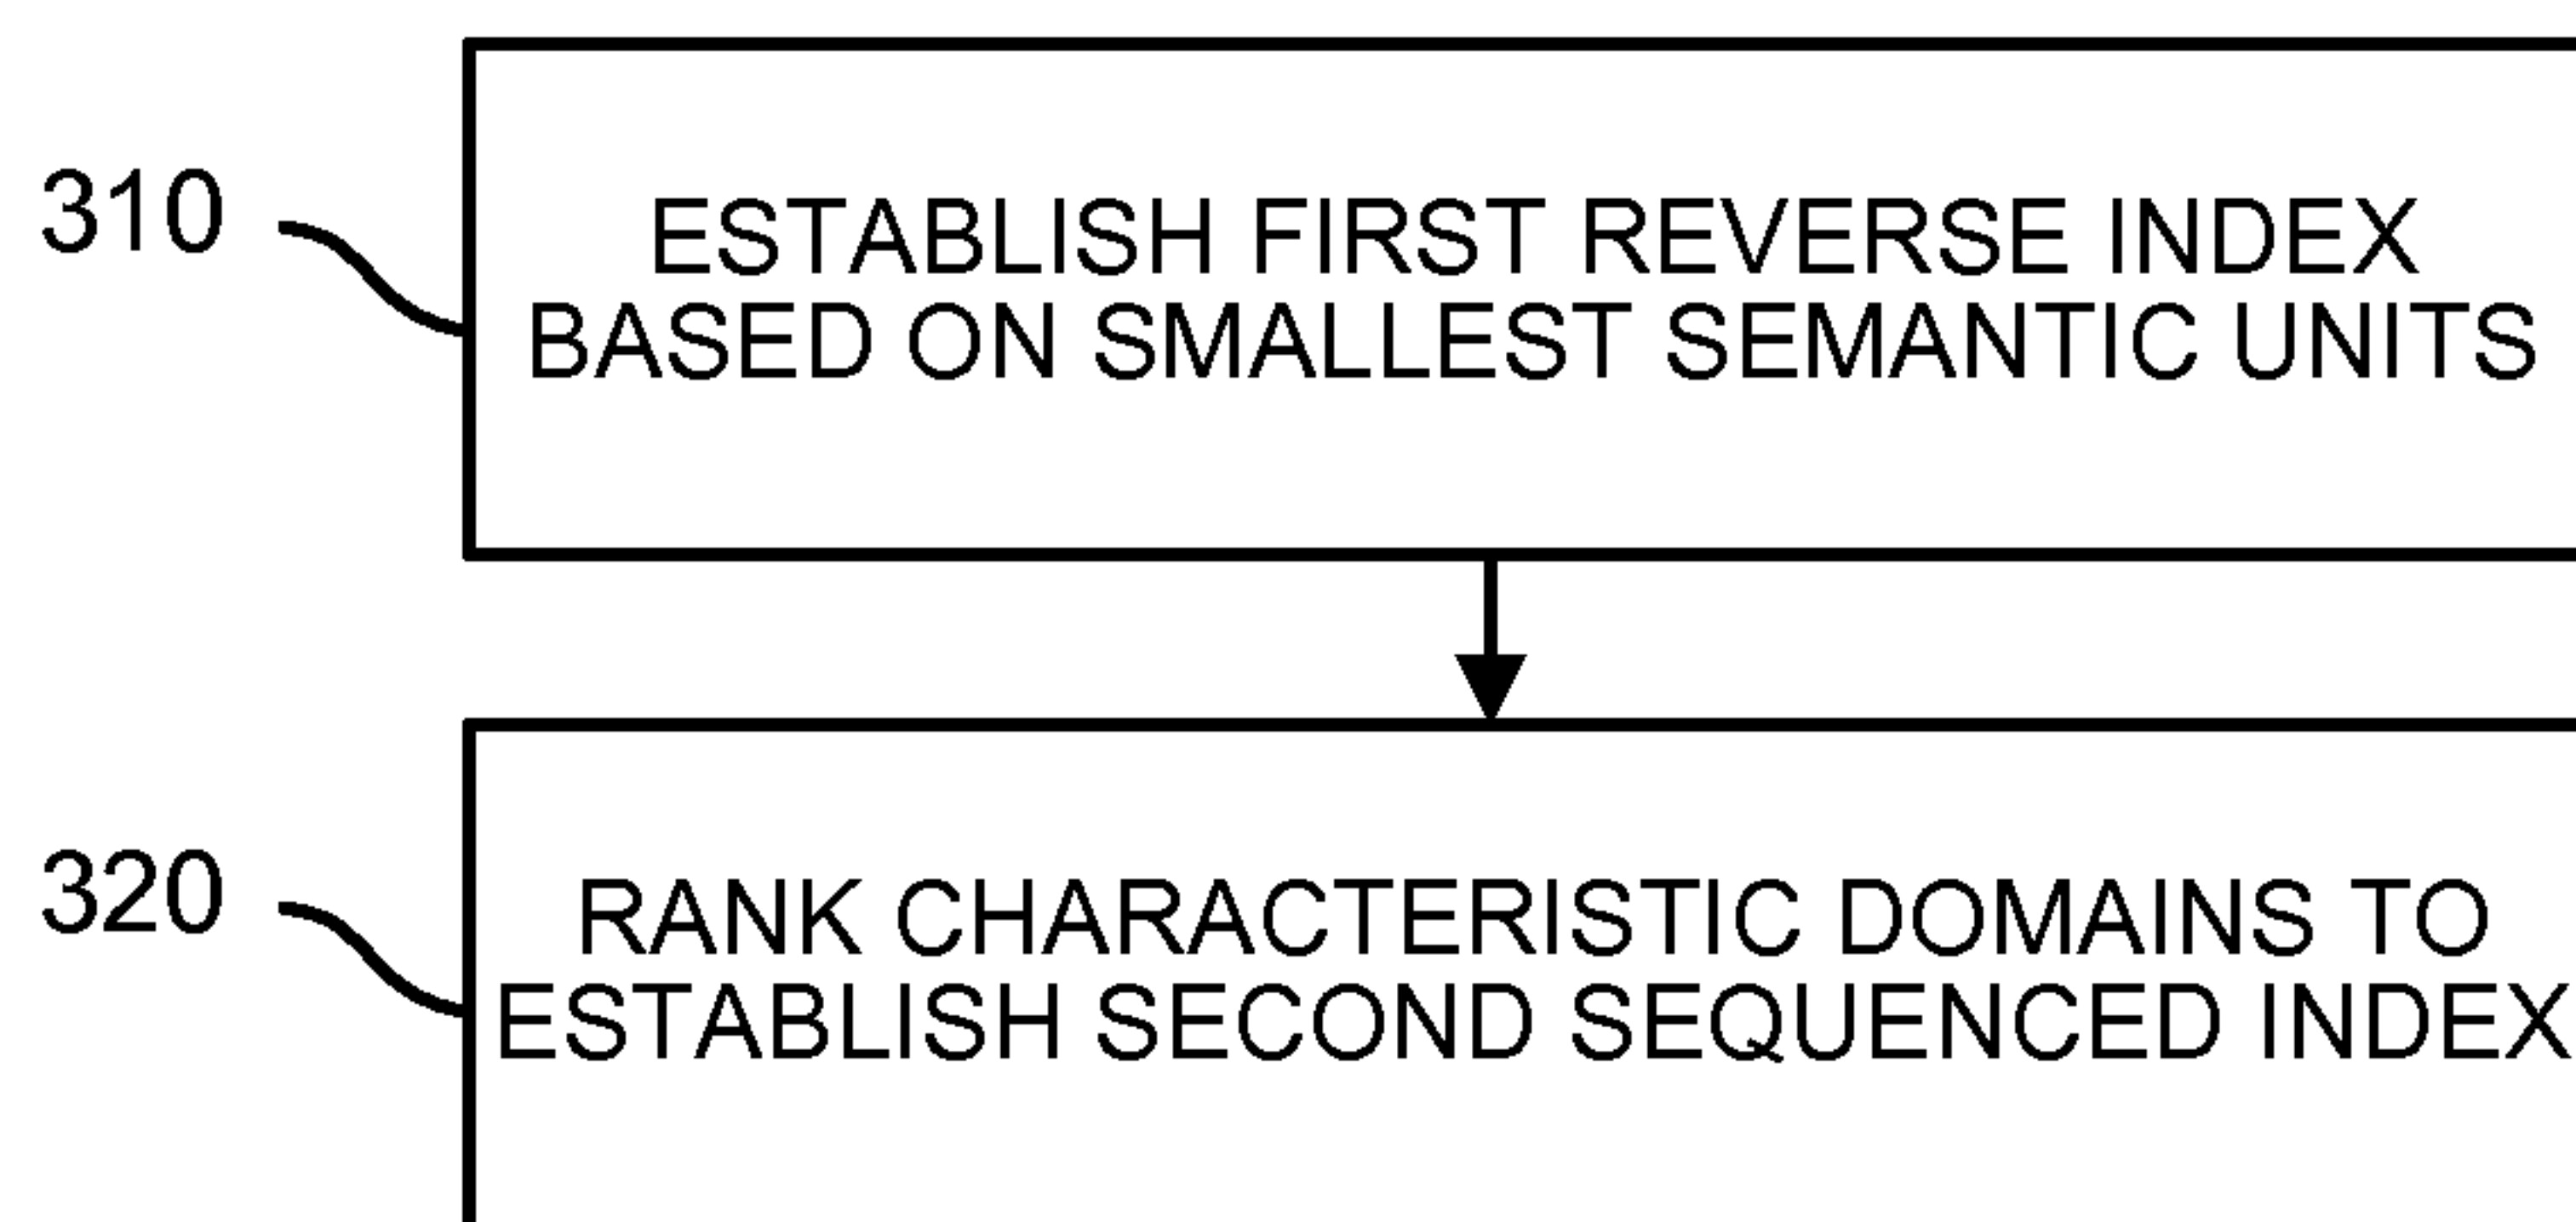 310
ESTABLISH FIRST REVERSE INDEX
BASED ON SMALLEST SEMANTIC UNITS
320
RANK CHARACTERISTIC DOMAINS TO
ESTABLISH SECOND SEQUENCED INDEX